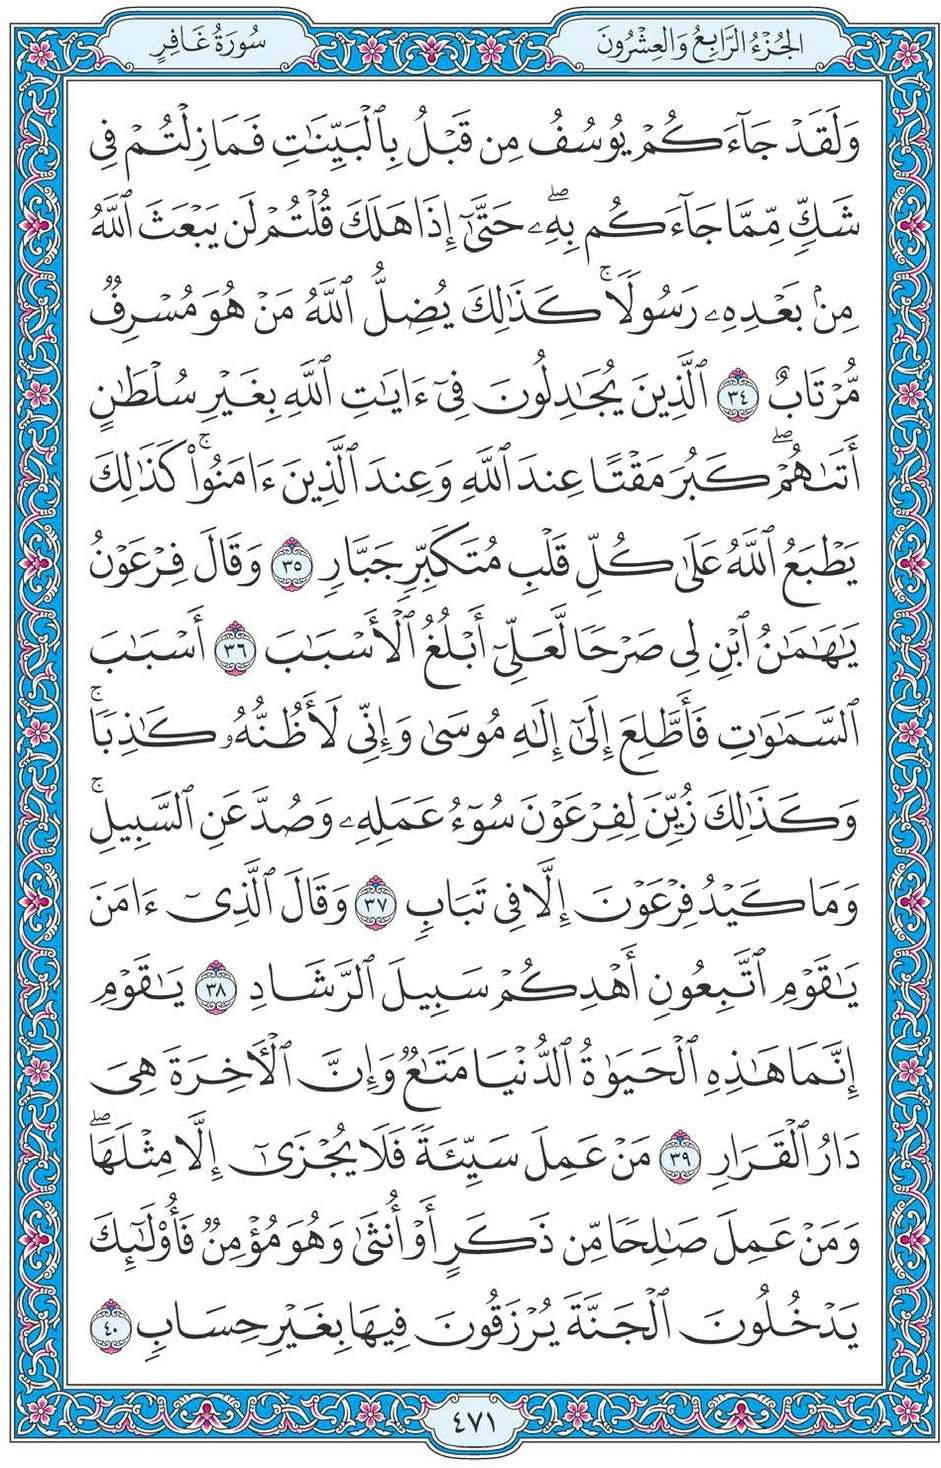 الجُزْءُ الرَّابِعُ وَالعِشْرُونَ
سُورَةُ غَافِرٍ
وَلَقَدْ جَآءَكُمْ يُوسُفُ مِن قَبْلُ بِٱلْبَيِّنَٰتِ فَمَا زِلْتُمْ فِى
شَكٍّ مِّمَّا جَآءَكُم بِهِۦۖ حَتَّىٰٓ إِذَا هَلَكَ قُلْتُمْ لَن يَبْعَثَ ٱللَّهُ
مِنۢ بَعْدِهِۦ رَسُولًاۚ كَذَٰلِكَ يُضِلُّ ٱللَّهُ مَنْ هُوَ مُسْرِفٌ
مُّرْتَابٌ ٣٤ ٱلَّذِينَ يُجَٰدِلُونَ فِىٓ ءَايَٰتِ ٱللَّهِ بِغَيْرِ سُلْطَٰنٍ
أَتَىٰهُمْۖ كَبُرَ مَقْتًا عِندَ ٱللَّهِ وَعِندَ ٱلَّذِينَ ءَامَنُوا۟ۚ كَذَٰلِكَ
يَطْبَعُ ٱللَّهُ عَلَىٰ كُلِّ قَلْبِ مُتَكَبِّرٍ جَبَّارٍ ٣٥ وَقَالَ فِرْعَوْنُ
يَٰهَٰمَٰنُ ٱبْنِ لِى صَرْحًا لَّعَلِّىٓ أَبْلُغُ ٱلْأَسْبَٰبَ ٣٦ أَسْبَٰبَ
ٱلسَّمَٰوَٰتِ فَأَطَّلِعَ إِلَىٰٓ إِلَٰهِ مُوسَىٰ وَإِنِّى لَأَظُنُّهُۥ كَٰذِبًاۚ
وَكَذَٰلِكَ زُيِّنَ لِفِرْعَوْنَ سُوٓءُ عَمَلِهِۦ وَصُدَّ عَنِ ٱلسَّبِيلِۚ
وَمَا كَيْدُ فِرْعَوْنَ إِلَّا فِى تَبَابٍ ٣٧ وَقَالَ ٱلَّذِىٓ ءَامَنَ
يَٰقَوْمِ ٱتَّبِعُونِ أَهْدِكُمْ سَبِيلَ ٱلرَّشَادِ ٣٨ يَٰقَوْمِ
إِنَّمَا هَٰذِهِ ٱلْحَيَوٰةُ ٱلدُّنْيَا مَتَٰعٌ وَإِنَّ ٱلْءَاخِرَةَ هِىَ
دَارُ ٱلْقَرَارِ ٣٩ مَنْ عَمِلَ سَيِّئَةً فَلَا يُجْزَىٰٓ إِلَّا مِثْلَهَاۖ
وَمَنْ عَمِلَ صَٰلِحًا مِّن ذَكَرٍ أَوْ أُنثَىٰ وَهُوَ مُؤْمِنٌ فَأُو۟لَٰٓئِكَ
يَدْخُلُونَ ٱلْجَنَّةَ يُرْزَقُونَ فِيهَا بِغَيْرِ حِسَابٍ ٤٠
٤٧١